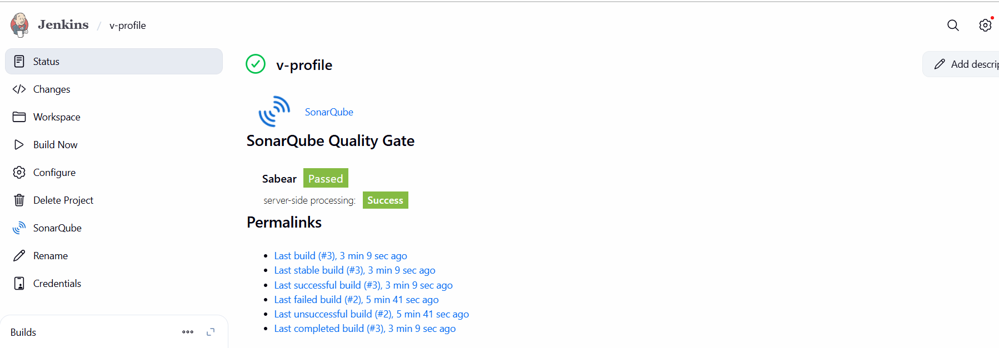 Jenkins / v-profile
Status
Changes
Workspace
Build Now
Configure
Delete Project
SonarQube
Rename
Credentials
Builds
v-profile
Add descrip
SonarQube
SonarQube Quality Gate
Sabear Passed
server-side processing: Success
Permalinks
Last build (#3), 3 min 9 sec ago
Last stable build (#3), 3 min 9 sec ago
Last successful build (#3), 3 min 9 sec ago
Last failed build (#2), 5 min 41 sec ago
Last unsuccessful build (#2), 5 min 41 sec ago
Last completed build (#3), 3 min 9 sec ago